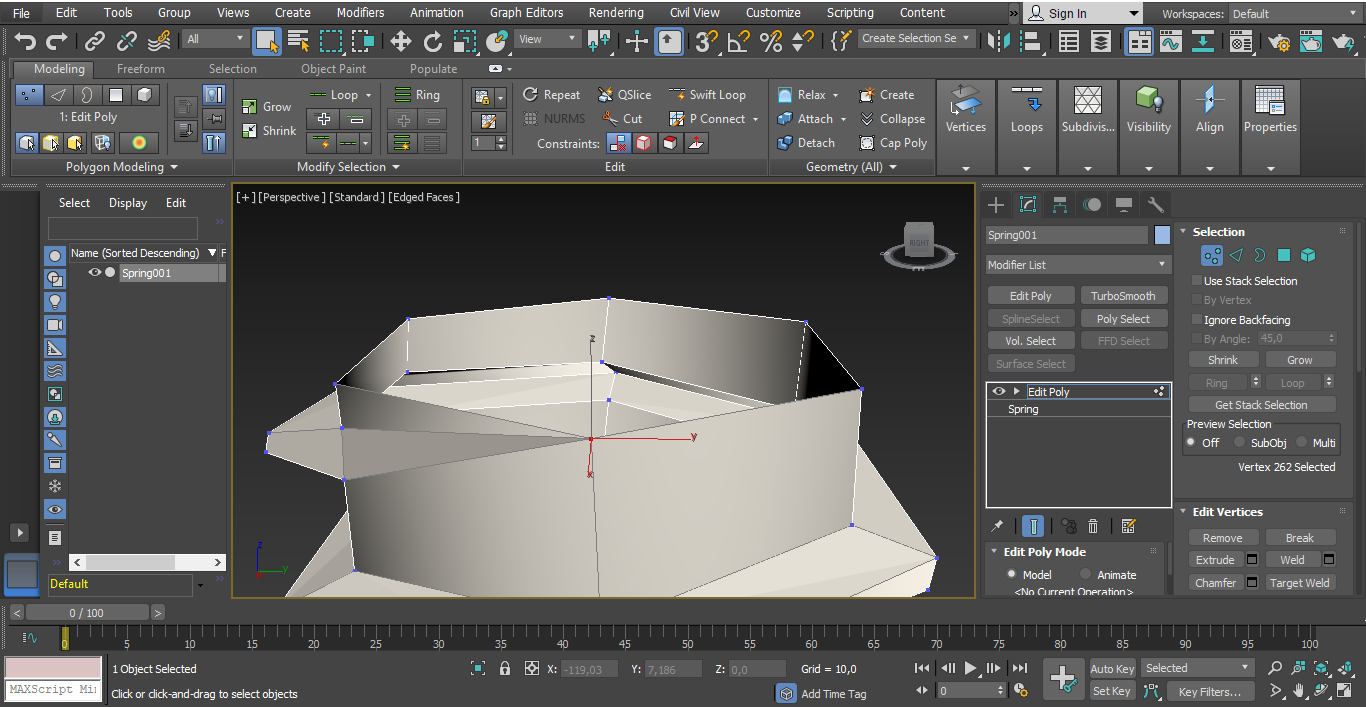 File Edit Tools Group Views Create Modifiers Animation Graph Editors Rendering Civil View Customize Scripting Content » Sign In Workspaces: Default
All View Create Selection Se
Modeling Freeform Selection Object Paint Populate
1: Edit Poly
Polygon Modeling
Grow
Shrink
Loop
Ring
Modify Selection
1
Repeat QSlice Swift Loop
NURMS Cut P Connect
Constraints:
Edit
Relax Create
Attach Collapse
Detach Cap Poly
Geometry (All)
Vertices Loops Subdivis... Visibility Align Properties
Select Display Edit
Name (Sorted Descending) F
Spring001
Default
[+] [Perspective ] [Standard ] [Edged Faces ]
RIGHT
z
y
x
z
y
Spring001
Modifier List
Edit Poly TurboSmooth
SplineSelect Poly Select
Vol. Select FFD Select
Surface Select
Edit Poly
Spring
Edit Poly Mode
Model Animate
<No Current Operation>
Selection
Use Stack Selection
By Vertex
Ignore Backfacing
By Angle: 45,0
Shrink Grow
Ring Loop
Get Stack Selection
Preview Selection
Off SubObj Multi
Vertex 262 Selected
Edit Vertices
Remove Break
Extrude Weld
Chamfer Target Weld
< 0 / 100 >
0 5 10 15 20 25 30 35 40 45 50 55 60 65 70 75 80 85 90 95 100
1 Object Selected X: -119,03 Y: 7,186 Z: 0,0 Grid = 10,0 Auto Key Selected
MAXScript Mi Click or click-and-drag to select objects Add Time Tag 0 Set Key Key Filters...